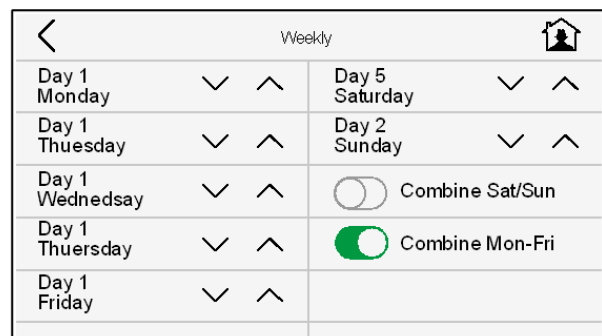 Weekly
Day 1
Monday
Day 1
Thuesday
Day 1
Wednedsay
Day 1
Thuersday
Day 1
Friday
Day 5
Saturday
Day 2
Sunday
Combine Sat/Sun
Combine Mon-Fri